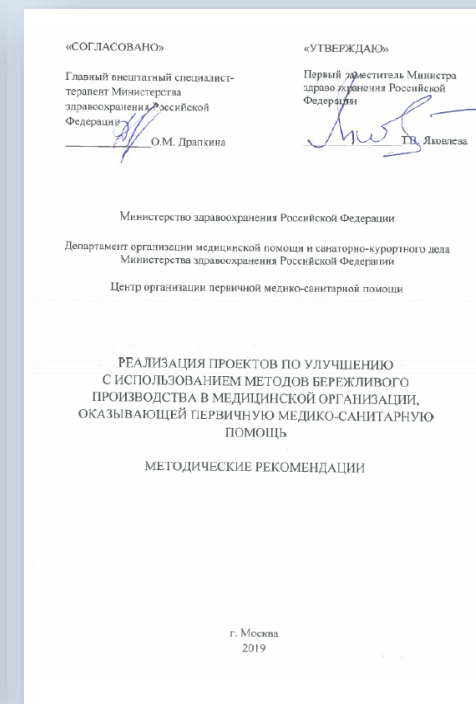 «СОГЛАСОВАНО»
Главный внештатный специалист-
терапевт Министерства
здравоохранения Российской
Федерации
О.М. Драпкина
«УТВЕРЖДАЮ»
Первый заместитель Министра
здравоохранения Российской
Федерации
Т.В. Яковлева
Министерство здравоохранения Российской Федерации
Департамент организации медицинской помощи и санаторно-курортного дела
Министерства здравоохранения Российской Федерации
Центр организации первичной медико-санитарной помощи
РЕАЛИЗАЦИЯ ПРОЕКТОВ ПО УЛУЧШЕНИЮ
С ИСПОЛЬЗОВАНИЕМ МЕТОДОВ БЕРЕЖЛИВОГО
ПРОИЗВОДСТВА В МЕДИЦИНСКОЙ ОРГАНИЗАЦИИ,
ОКАЗЫВАЮЩЕЙ ПЕРВИЧНУЮ МЕДИКО-САНИТАРНУЮ
ПОМОЩЬ
МЕТОДИЧЕСКИЕ РЕКОМЕНДАЦИИ
г. Москва
2019